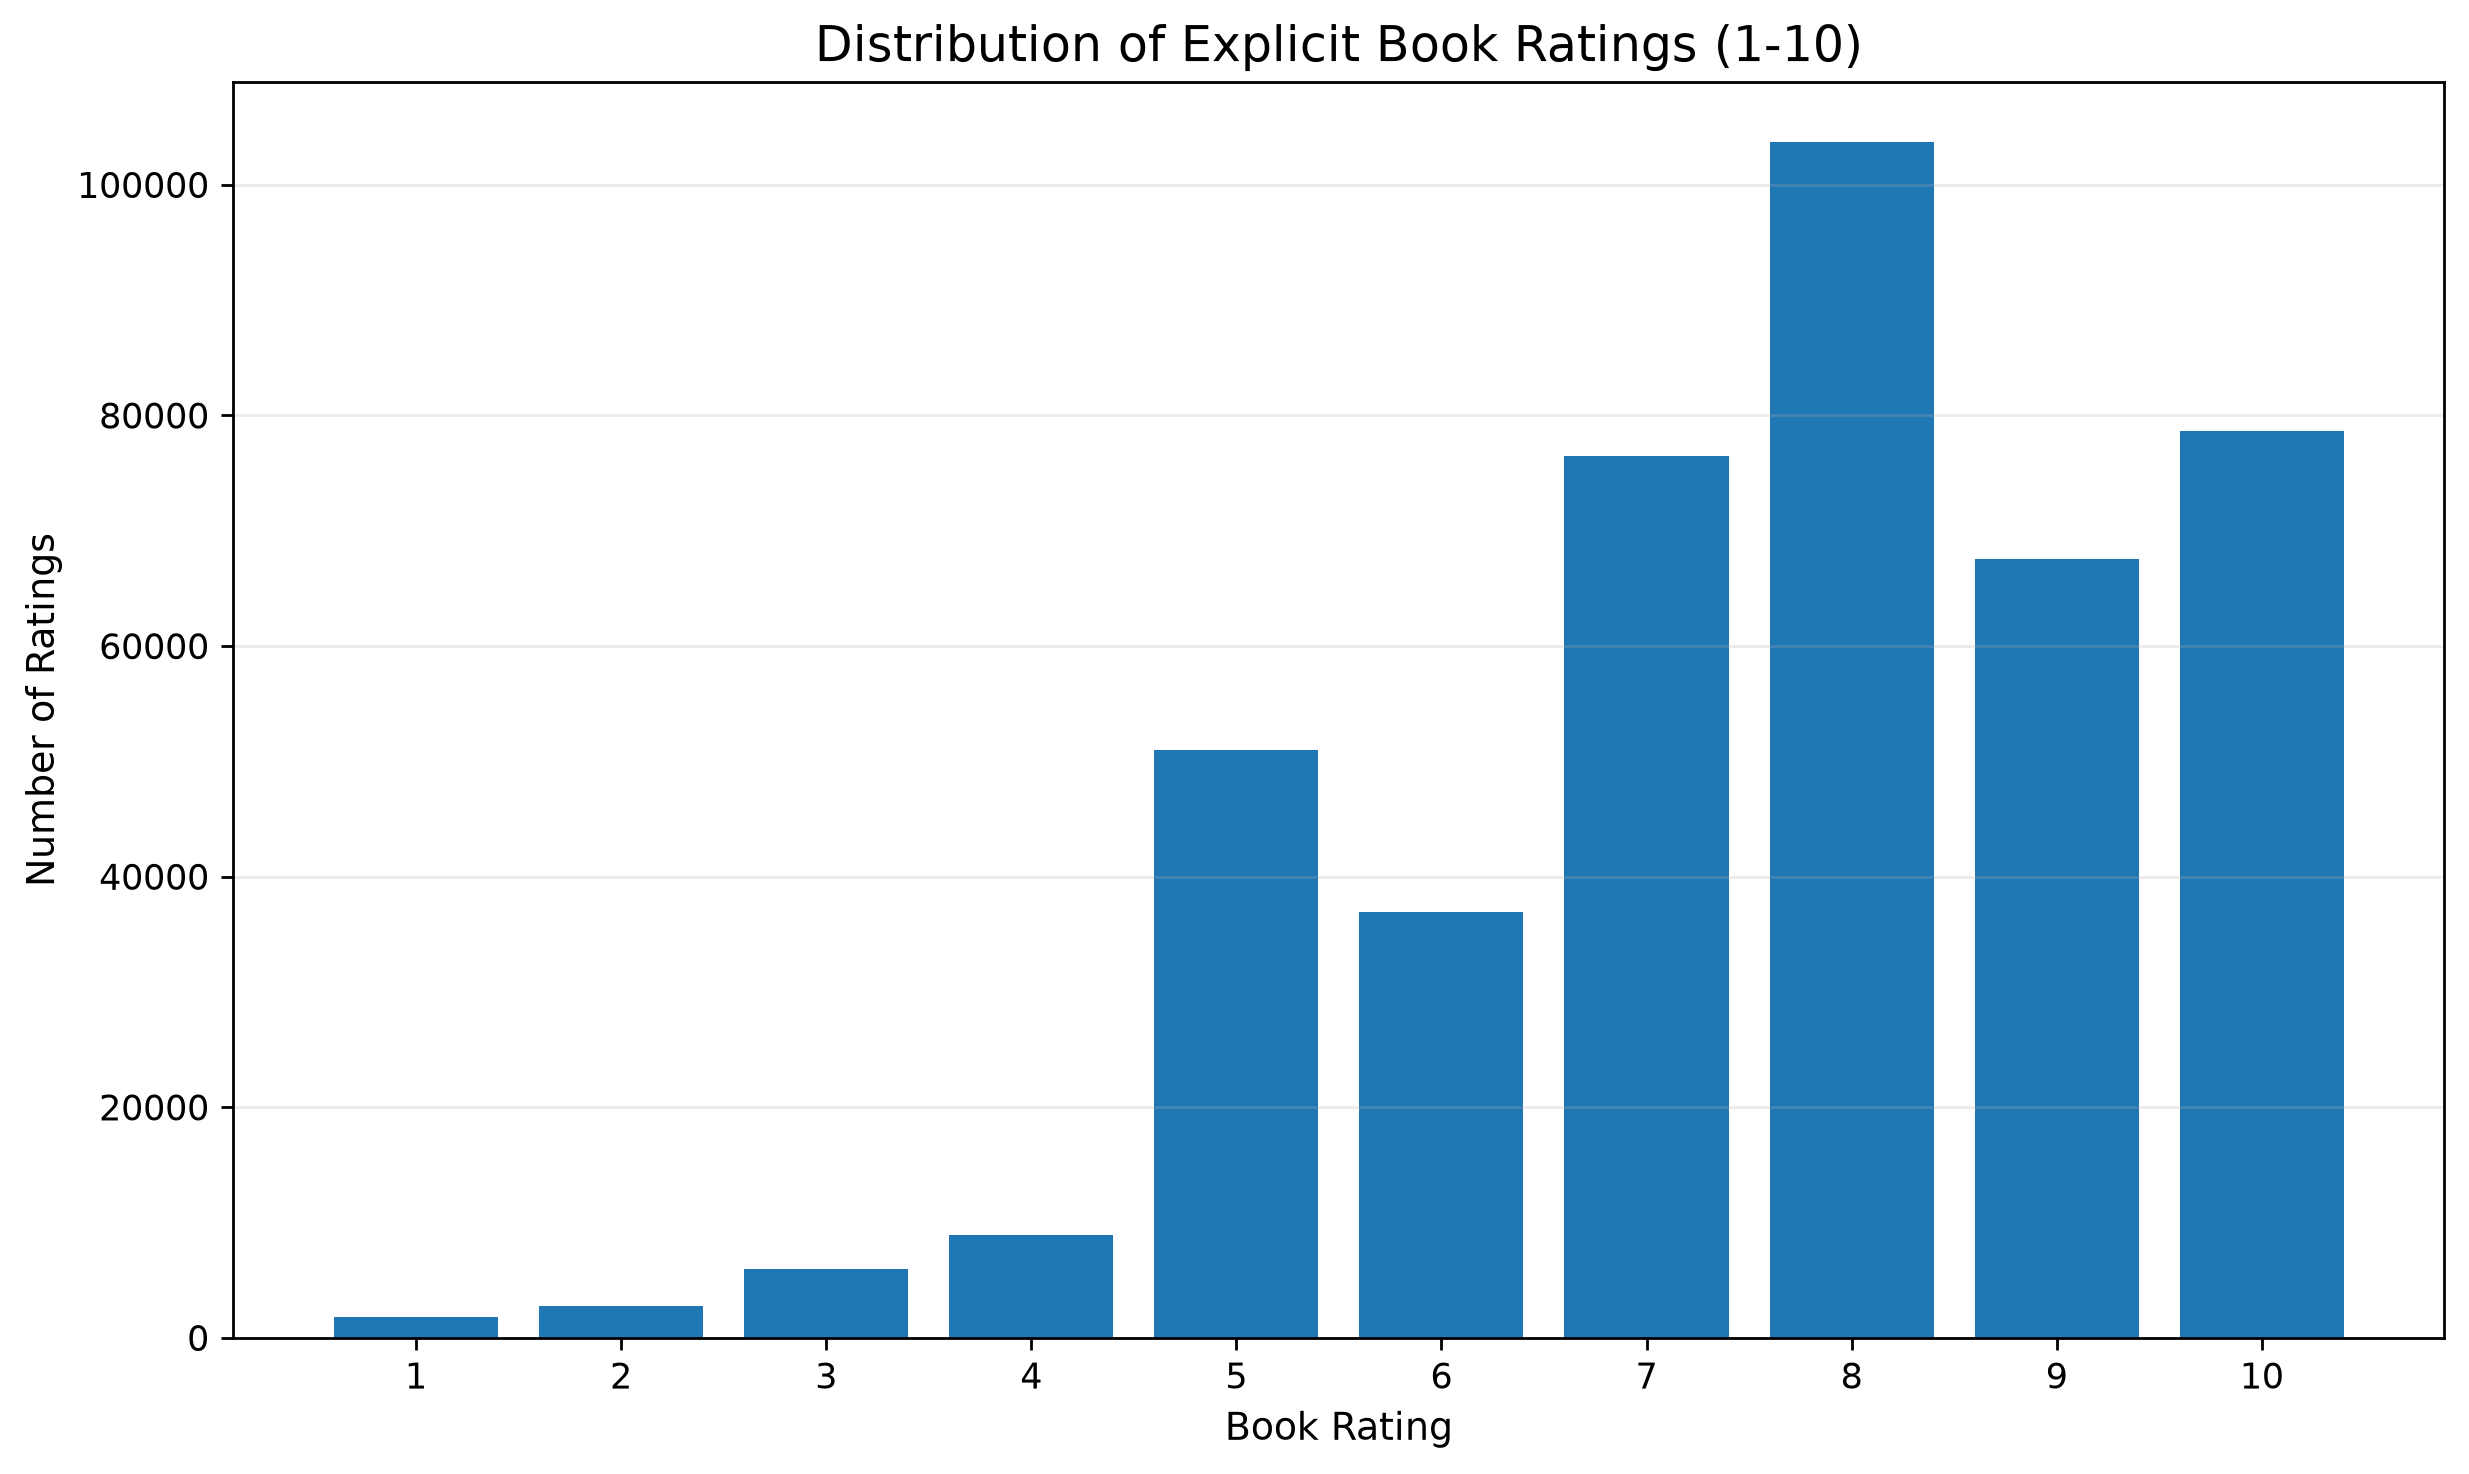 Distribution of Explicit Book Ratings (1-10)
Number of Ratings
100000
80000
60000
40000
20000
0
1 2 3 4 5 6 7 8 9 10
Book Rating